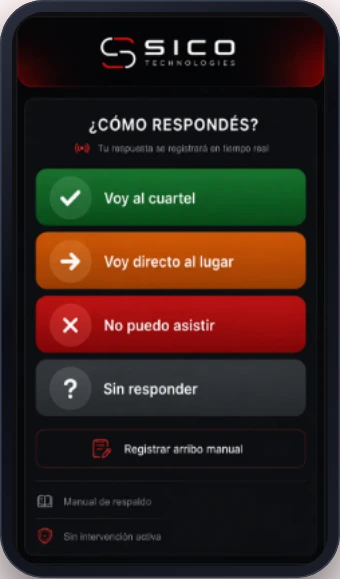 SICO
TECHNOLOGIES
¿CÓMO RESPONDÉS?
Tu respuesta se registrará en tiempo real
Voy al cuartel
Voy directo al lugar
No puedo asistir
Sin responder
Registrar arribo manual
Manual de respaldo
Sin intervención activa